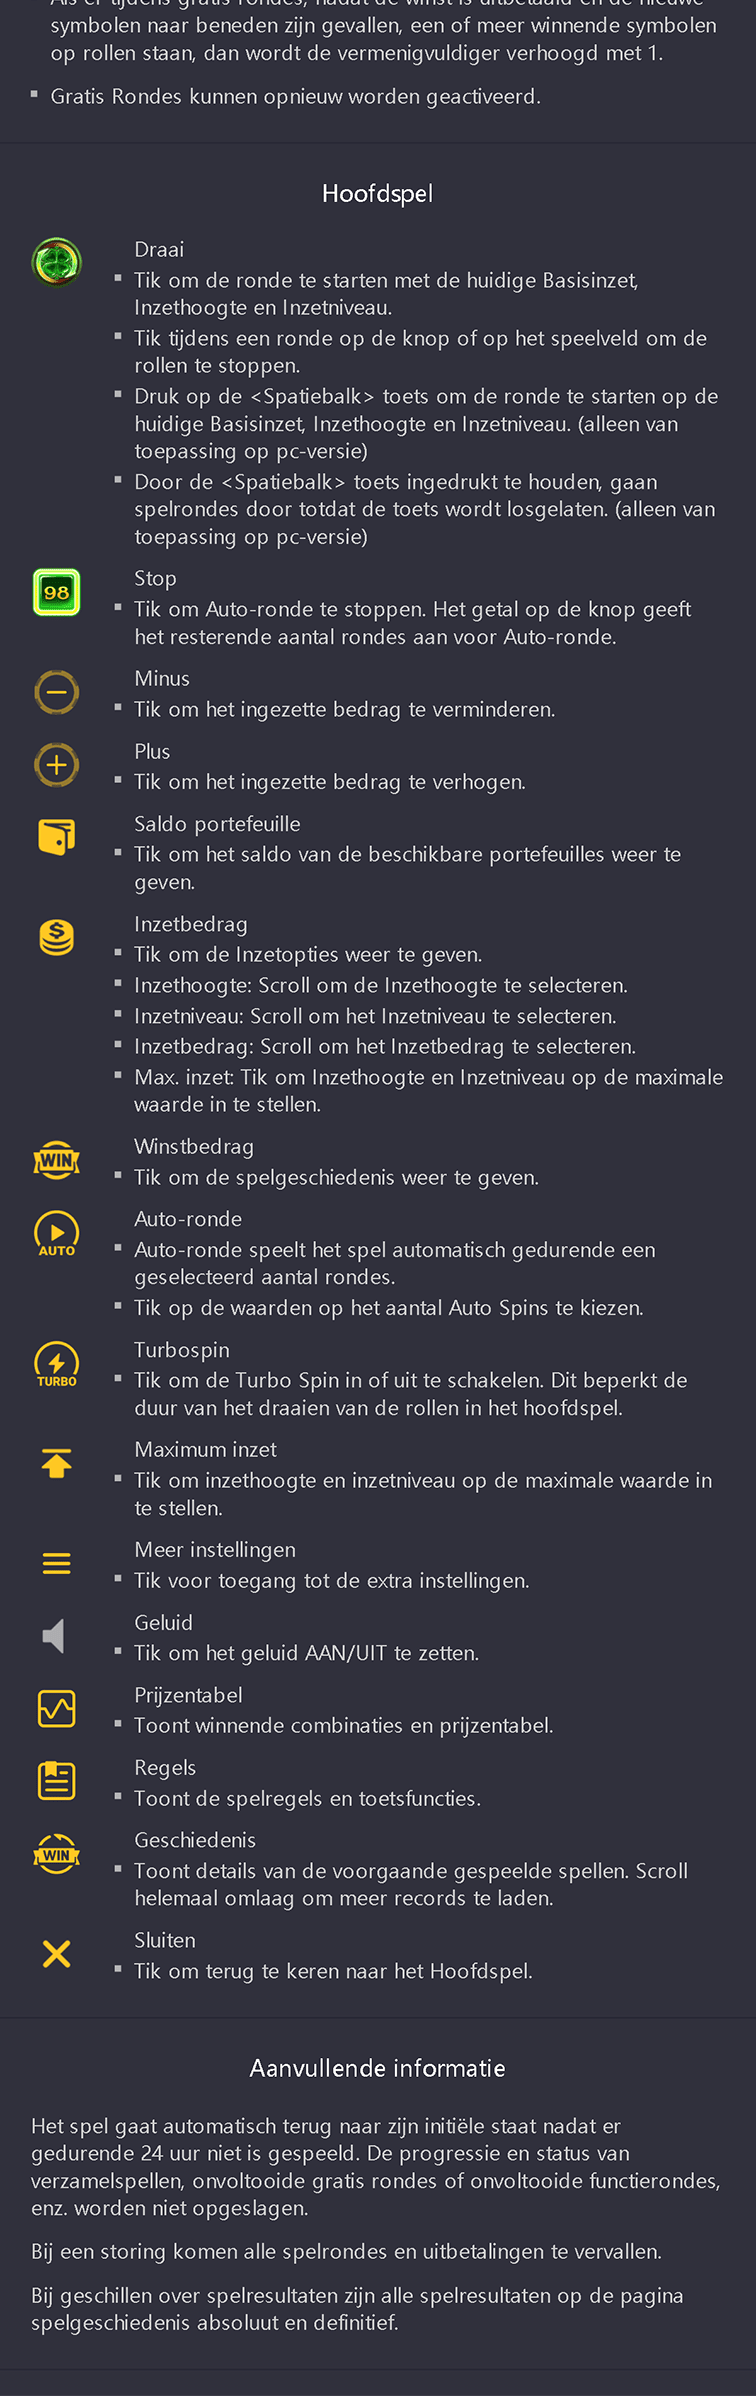 Als er tijdens gratis rondes, nadat de winst is uitbetaald en de nieuwe
symbolen naar beneden zijn gevallen, een of meer winnende symbolen
op rollen staan, dan wordt de vermenigvuldiger verhoogd met 1.
Gratis Rondes kunnen opnieuw worden geactiveerd.
Hoofdspel
Draai
Tik om de ronde te starten met de huidige Basisinzet,
Inzethoogte en Inzetniveau.
Tik tijdens een ronde op de knop of op het speelveld om de
rollen te stoppen.
Druk op de <Spatiebalk> toets om de ronde te starten op de
huidige Basisinzet, Inzethoogte en Inzetniveau. (alleen van
toepassing op pc-versie)
Door de <Spatiebalk> toets ingedrukt te houden, gaan
spelrondes door totdat de toets wordt losgelaten. (alleen van
toepassing op pc-versie)
98
Stop
Tik om Auto-ronde te stoppen. Het getal op de knop geeft
het resterende aantal rondes aan voor Auto-ronde.
Minus
Tik om het ingezette bedrag te verminderen.
Plus
Tik om het ingezette bedrag te verhogen.
Saldo portefeuille
Tik om het saldo van de beschikbare portefeuilles weer te
geven.
$
Inzetbedrag
Tik om de Inzetopties weer te geven.
Inzethoogte: Scroll om de Inzethoogte te selecteren.
Inzetniveau: Scroll om het Inzetniveau te selecteren.
Inzetbedrag: Scroll om het Inzetbedrag te selecteren.
Max. inzet: Tik om Inzethoogte en Inzetniveau op de maximale
waarde in te stellen.
WIN
Winstbedrag
Tik om de spelgeschiedenis weer te geven.
AUTO
Auto-ronde
Auto-ronde speelt het spel automatisch gedurende een
geselecteerd aantal rondes.
Tik op de waarden op het aantal Auto Spins te kiezen.
TURBO
Turbospin
Tik om de Turbo Spin in of uit te schakelen. Dit beperkt de
duur van het draaien van de rollen in het hoofdspel.
Maximum inzet
Tik om inzethoogte en inzetniveau op de maximale waarde in
te stellen.
Meer instellingen
Tik voor toegang tot de extra instellingen.
Geluid
Tik om het geluid AAN/UIT te zetten.
Prijzentabel
Toont winnende combinaties en prijzentabel.
Regels
Toont de spelregels en toetsfuncties.
WIN
Geschiedenis
Toont details van de voorgaande gespeelde spellen. Scroll
helemaal omlaag om meer records te laden.
Sluiten
Tik om terug te keren naar het Hoofdspel.
Aanvullende informatie
Het spel gaat automatisch terug naar zijn initiële staat nadat er
gedurende 24 uur niet is gespeeld. De progressie en status van
verzamelspellen, onvoltooide gratis rondes of onvoltooide functierondes,
enz. worden niet opgeslagen.
Bij een storing komen alle spelrondes en uitbetalingen te vervallen.
Bij geschillen over spelresultaten zijn alle spelresultaten op de pagina
spelgeschiedenis absoluut en definitief.